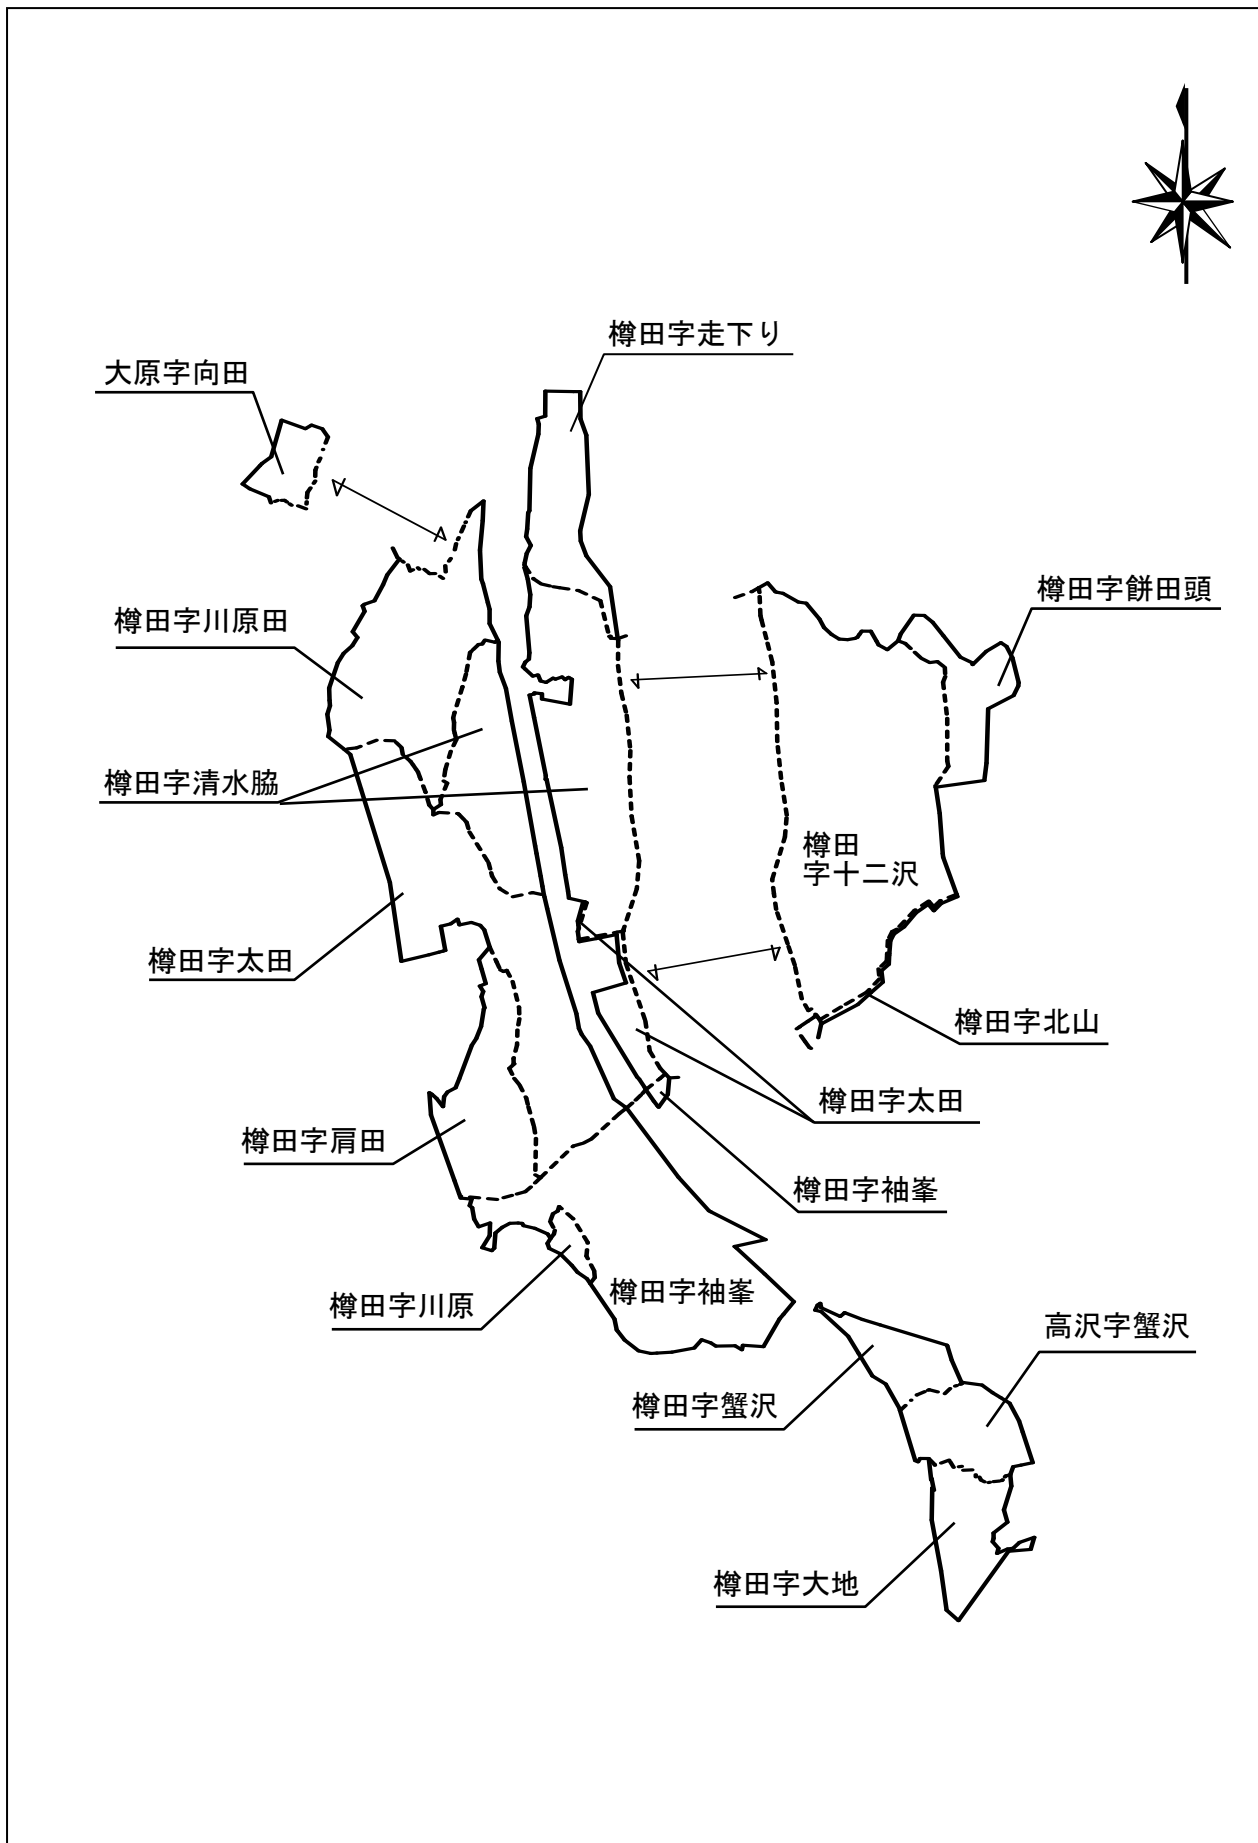 樽田字走下り
大原字向田
樽田字餅田頭
樽田字川原田
樽田字清水脇
樽田
字十二沢
樽田字太田
樽田字北山
樽田字太田
樽田字肩田
樽田字袖峯
樽田字川原
樽田字袖峯
高沢字蟹沢
樽田字蟹沢
樽田字大地